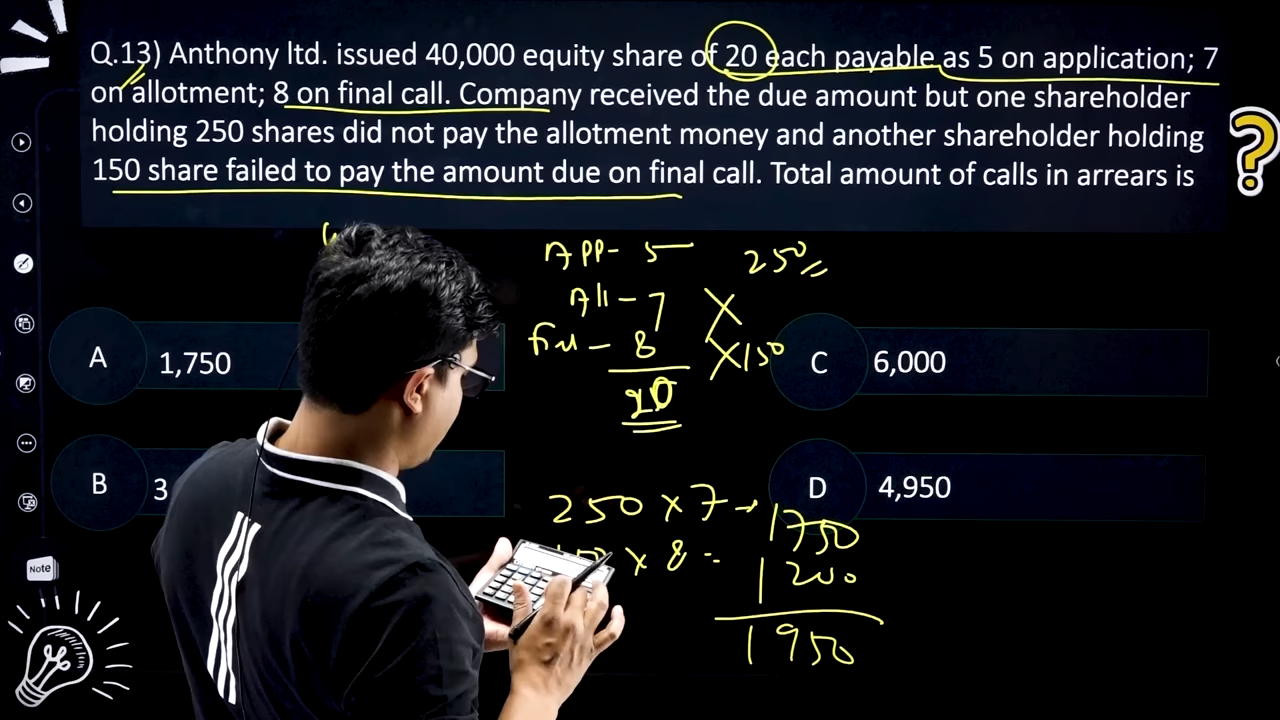 Q.13) Anthony ltd. issued 40,000 equity share of 20 each payable as 5 on application; 7
on allotment; 8 on final call. Company received the due amount but one shareholder
holding 250 shares did not pay the allotment money and another shareholder holding
150 share failed to pay the amount due on final call. Total amount of calls in arrears is
App- 5
250
All - 7
- 8
150
20
A 1,750
C 6,000
B 3
D 4,950
250 x 7 → 1750
x 8 = 1200
1950
Note